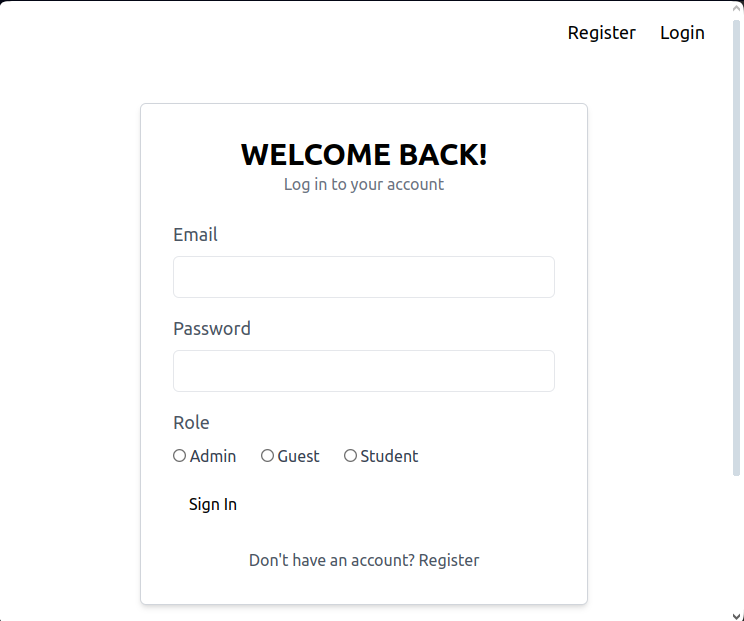 Register Login
WELCOME BACK!
Log in to your account
Email
Password
Role
Admin Guest Student
Sign In
Don't have an account? Register